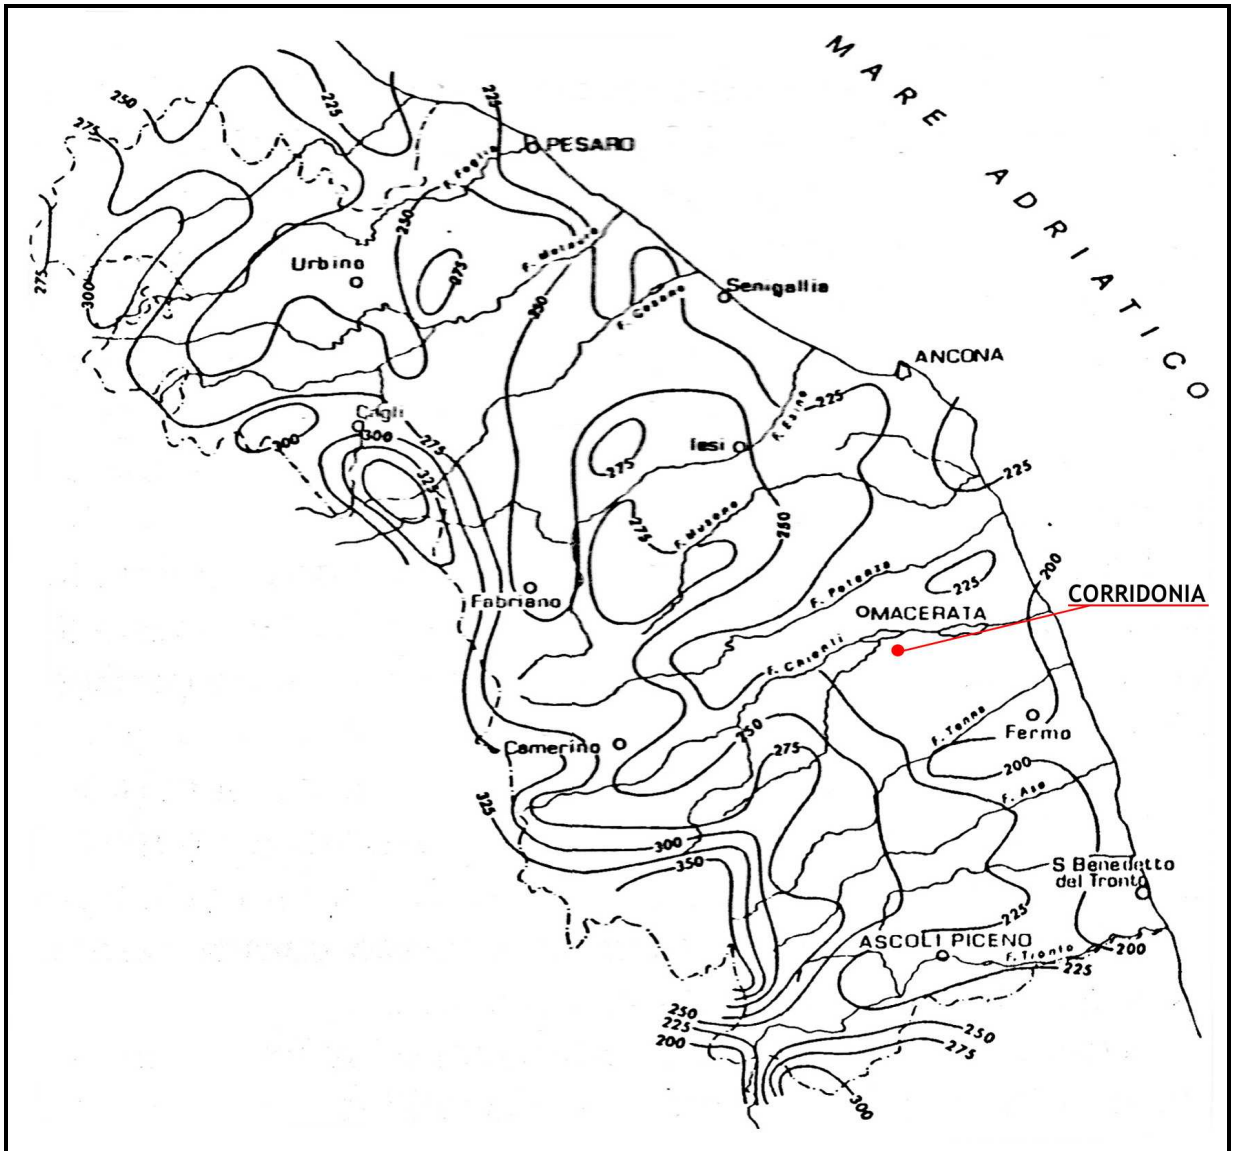 MARE ADRIATICO
250
225
225
275
PESARO
F. Foglia
250
F. Metauro
Urbino
275
275
300
250
Senigallia
F. Cesano
ANCONA
225
F. Esino
Cagli
300
300
275
Iesi
275
325
225
275
F. Musone
250
200
F. Potenza
225
CORRIDONIA
Fabriano
MACERATA
F. Chienti
F. Tenna
Fermo
250
Camerino
275
200
F. Aso
325
300
350
S Benedetto
del Tronto
225
ASCOLI PICENO
F. Tronto
200
225
250
225
200
250
275
300